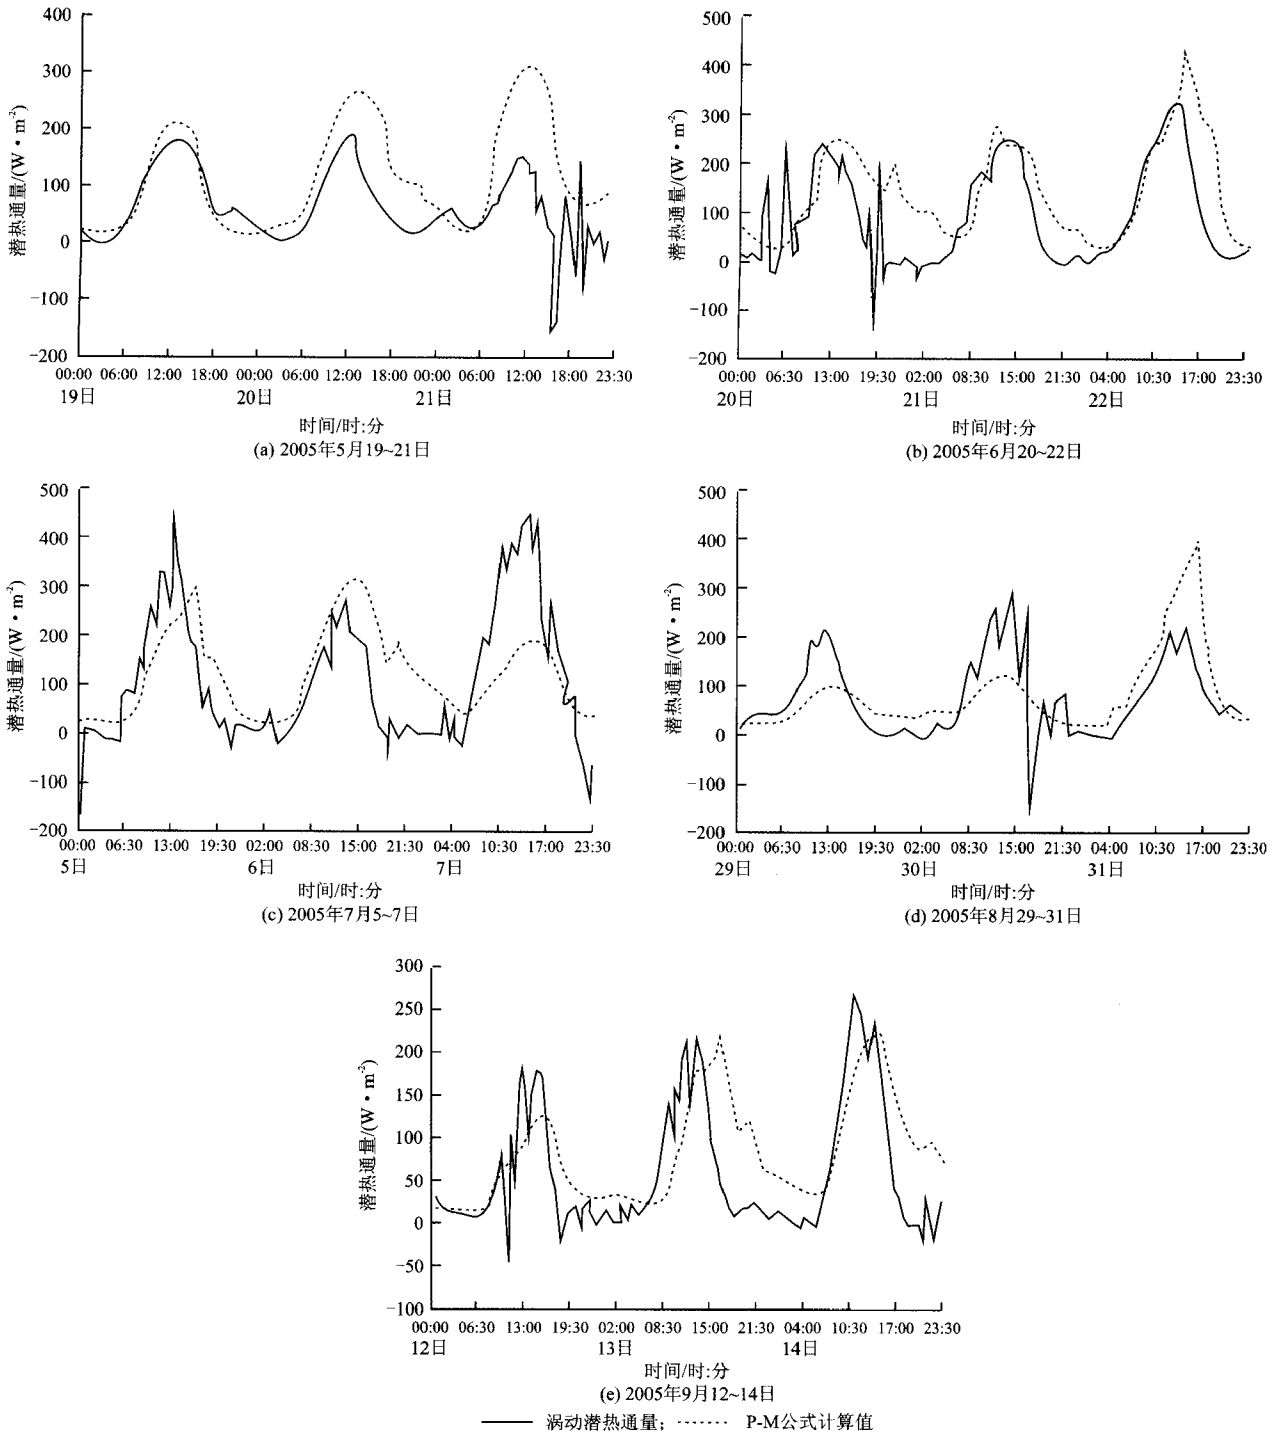 400
300
200
100
0
−100
−200
潜热通量/(W·m⁻²)
00:00 06:00 12:00 18:00 00:00 06:00 12:00 18:00 00:00 06:00 12:00 18:00 23:30
19日 20日 21日
时间/时:分
(a) 2005年5月19~21日
500
400
300
200
100
0
−100
−200
潜热通量/(W·m⁻²)
00:00 06:30 13:00 19:30 02:00 08:30 15:00 21:30 04:00 10:30 17:00 23:30
20日 21日 22日
时间/时:分
(b) 2005年6月20~22日
500
400
300
200
100
0
−100
−200
潜热通量/(W·m⁻²)
00:00 06:30 13:00 19:30 02:00 08:30 15:00 21:30 04:00 10:30 17:00 23:30
5日 6日 7日
时间/时:分
(c) 2005年7月5~7日
500
400
300
200
100
0
−100
−200
潜热通量/(W·m⁻²)
00:00 06:30 13:00 19:30 02:00 08:30 15:00 21:30 04:00 10:30 17:00 23:30
29日 30日 31日
时间/时:分
(d) 2005年8月29~31日
300
250
200
150
100
50
0
−50
−100
潜热通量/(W·m⁻²)
00:00 06:30 13:00 19:30 02:00 08:30 15:00 21:30 04:00 10:30 17:00 23:30
12日 13日 14日
时间/时:分
(e) 2005年9月12~14日
涡动潜热通量; P-M公式计算值